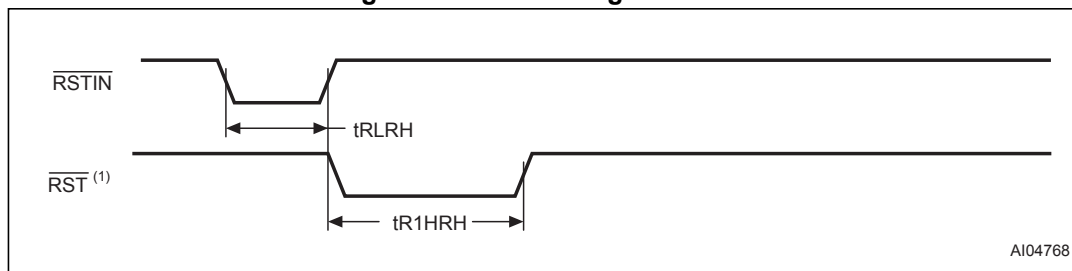 RSTIN
tRLRH
RST (1)
tR1HRH
AI04768